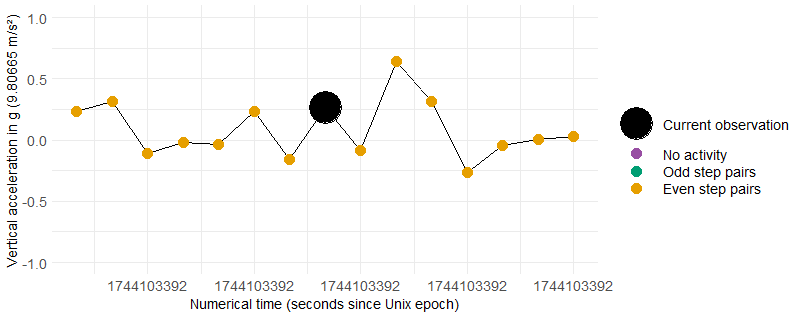 Vertical acceleration in g (9.80665 m/s²)
1.0
0.5
0.0
-0.5
-1.0
1744103392 1744103392 1744103392 1744103392 1744103392
Numerical time (seconds since Unix epoch)
Current observation
No activity
Odd step pairs
Even step pairs